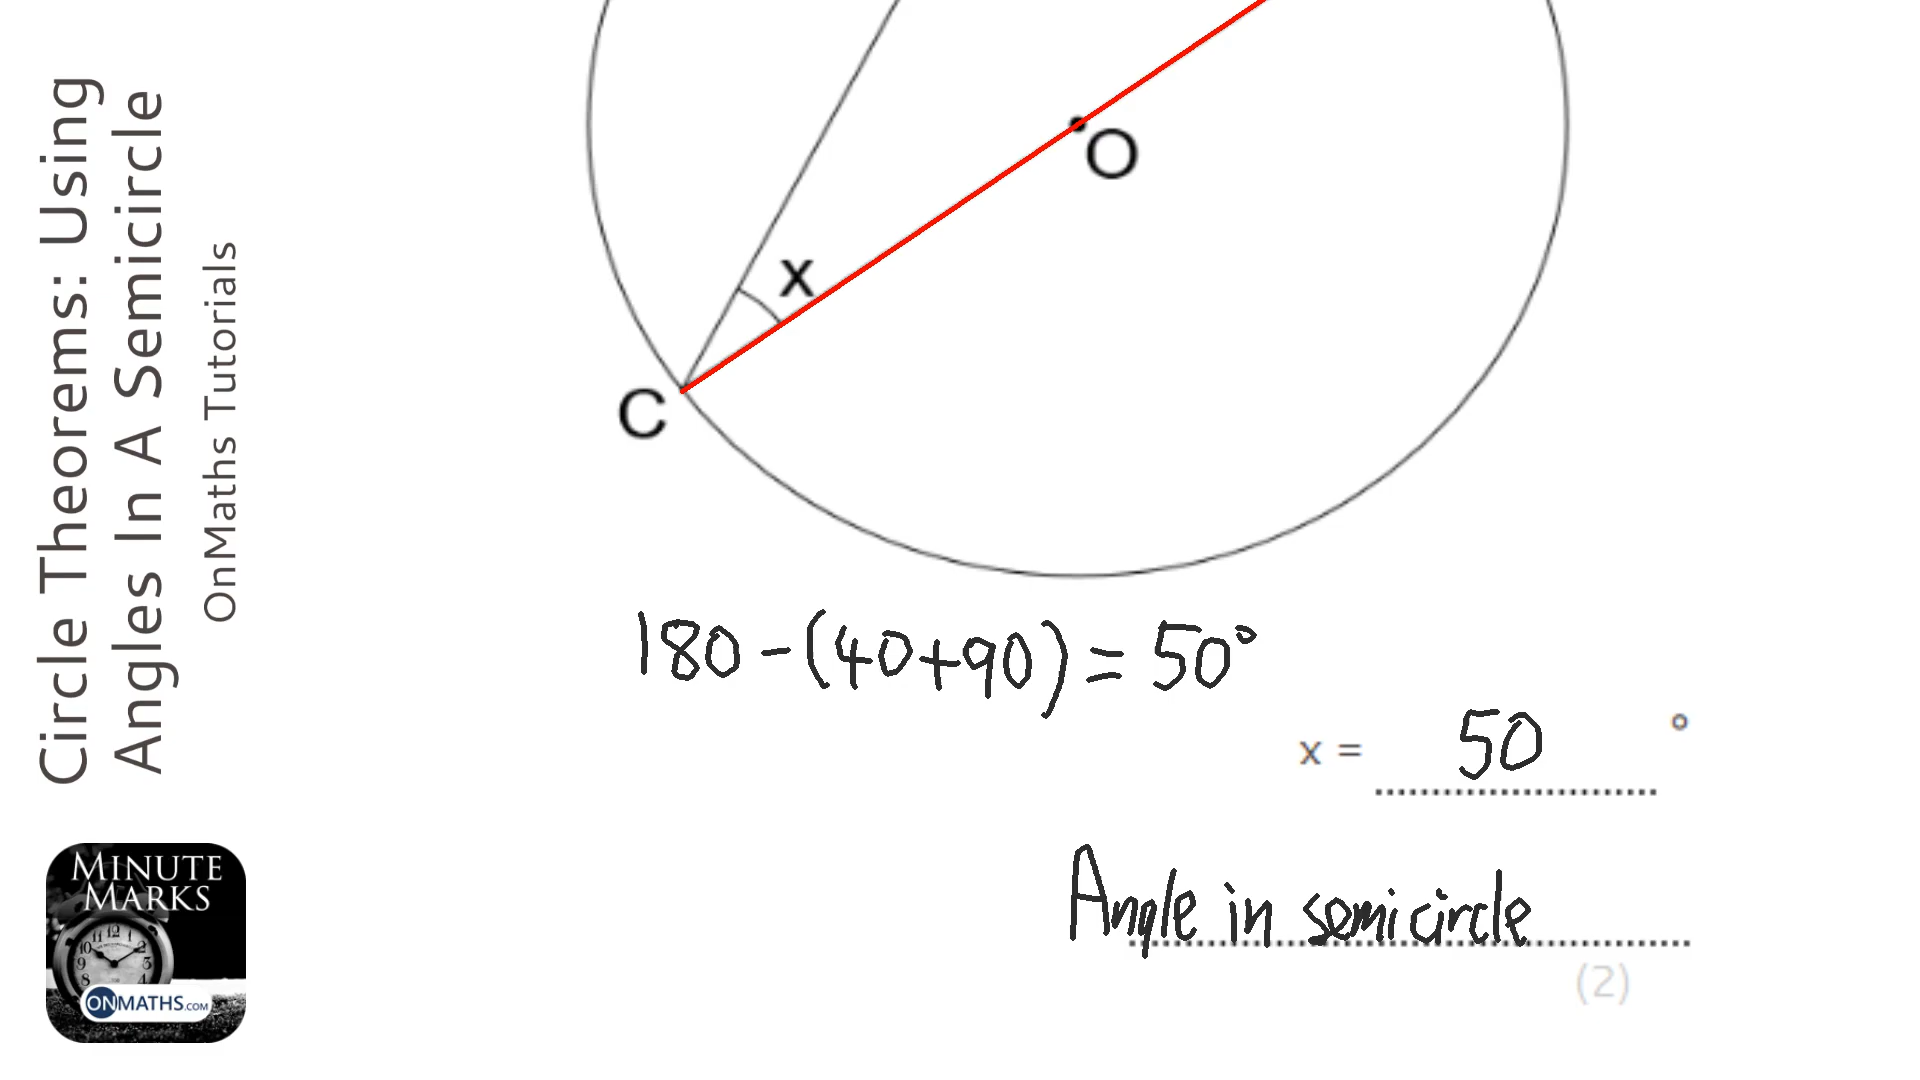 Circle Theorems: Using
Angles In A Semicircle
OnMaths Tutorials
O
x
C
180-(40+90)=50°
x = 50 °
Angle in semicircle
(2)
MINUTE
MARKS
ONMATHS.COM